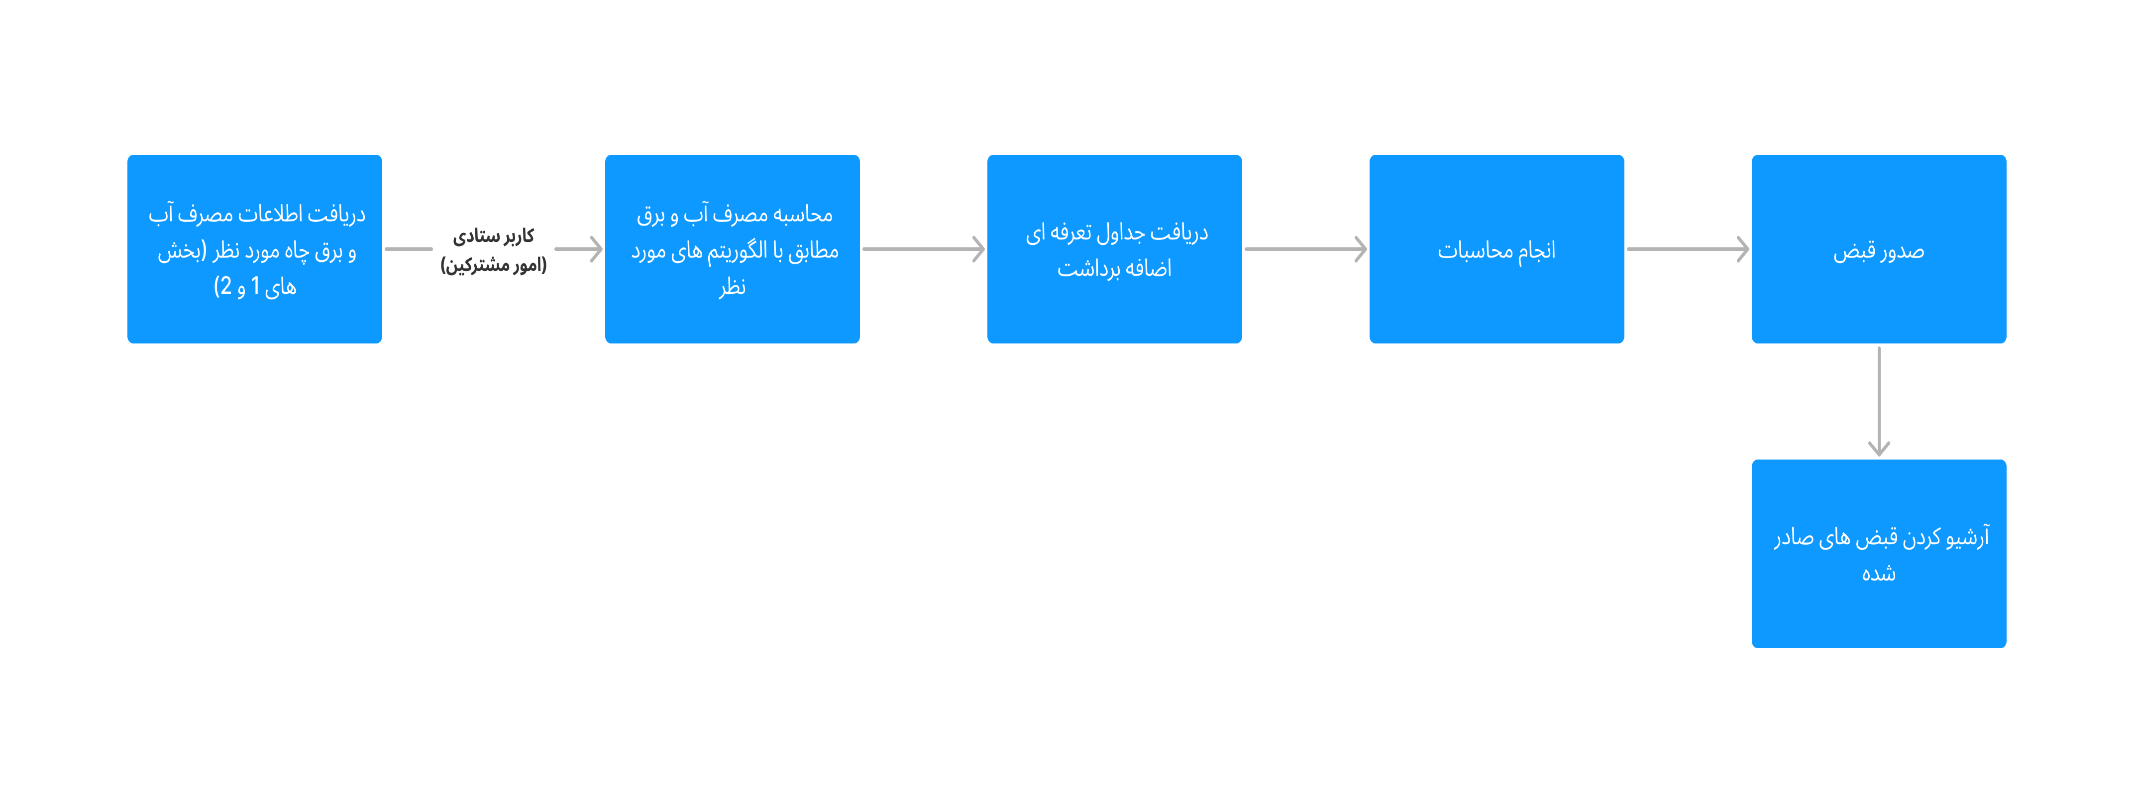 دریافت اطلاعات مصرف آب
و برق چاه مورد نظر (بخش
های 1 و 2)
کاربر ستادی
(امور مشترکین)
محاسبه مصرف آب و برق
مطابق با الگوریتم های مورد
نظر
دریافت جداول تعرفه ای
اضافه برداشت
انجام محاسبات
صدور قبض
آرشیو کردن قبض های صادر
شده